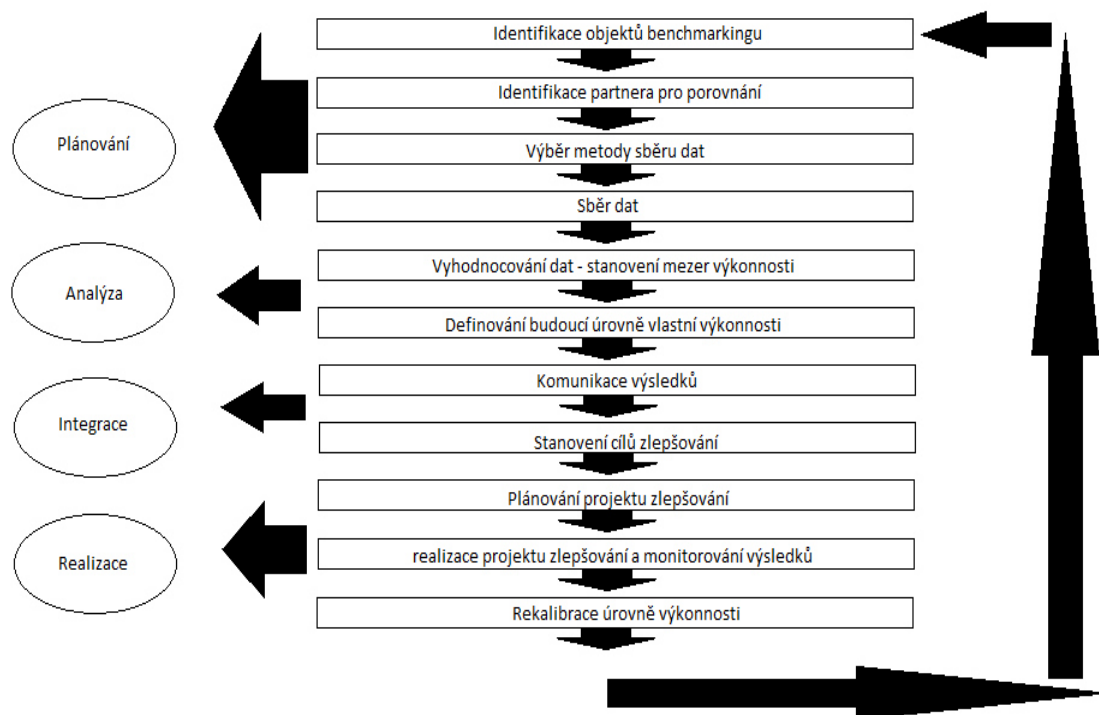 Identifikace objektů benchmarkingu
Identifikace partnera pro porovnání
Plánování
Výběr metody sběru dat
Sběr dat
Vyhodnocování dat - stanovení mezer výkonnosti
Analýza
Definování budoucí úrovně vlastní výkonnosti
Komunikace výsledků
Integrace
Stanovení cílů zlepšování
Plánování projektu zlepšování
realizace projektu zlepšování a monitorování výsledků
Realizace
Rekalibrace úrovně výkonnosti